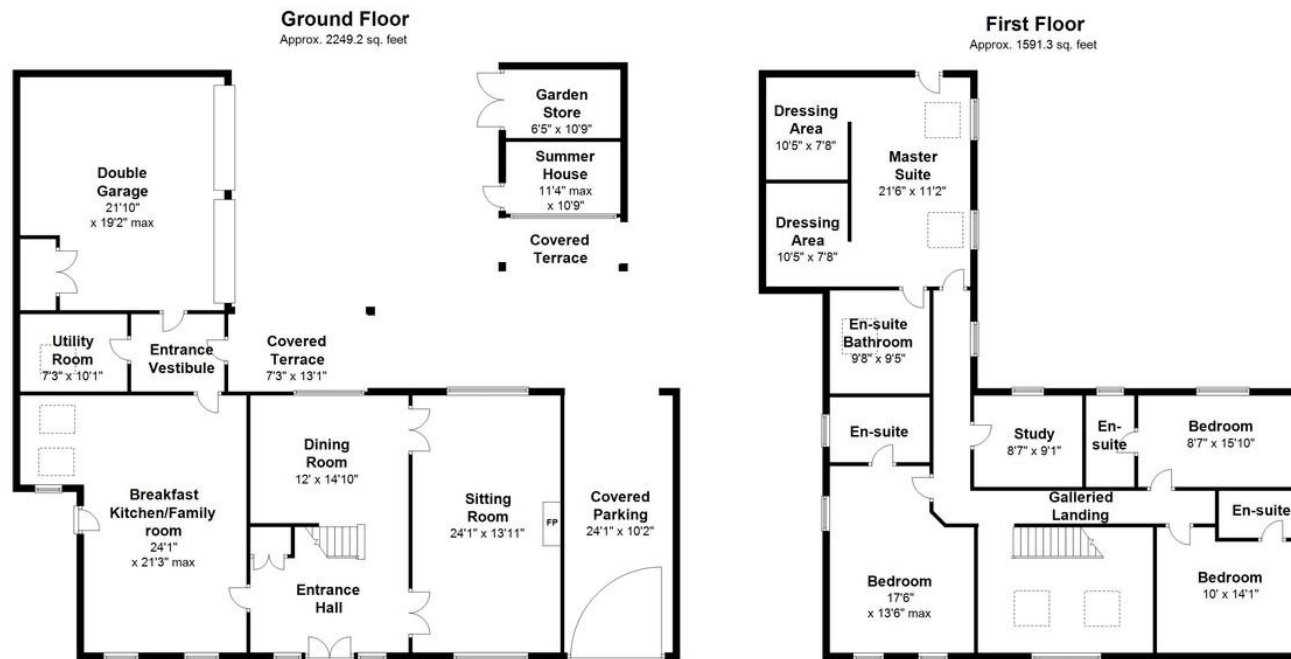 Ground Floor
Approx. 2249.2 sq. feet
Garden
Store
6'5" x 10'9"
Summer
House
11'4" max
x 10'9"
Covered
Terrace
Double
Garage
21'10"
x 19'2" max
Utility
Room
7'3" x 10'1"
Entrance
Vestibule
Covered
Terrace
7'3" x 13'1"
Dining
Room
12' x 14'10"
Breakfast
Kitchen/Family
room
24'1"
x 21'3" max
Sitting
Room
24'1" x 13'11"
FP
Covered
Parking
24'1" x 10'2"
Entrance
Hall
First Floor
Approx. 1591.3 sq. feet
Dressing
Area
10'5" x 7'8"
Master
Suite
21'6" x 11'2"
Dressing
Area
10'5" x 7'8"
En-suite
Bathroom
9'8" x 9'5"
En-suite
Study
8'7" x 9'1"
En-
suite
Bedroom
8'7" x 15'10"
Galleried
Landing
En-suite
Bedroom
17'6"
x 13'6" max
Bedroom
10' x 14'1"